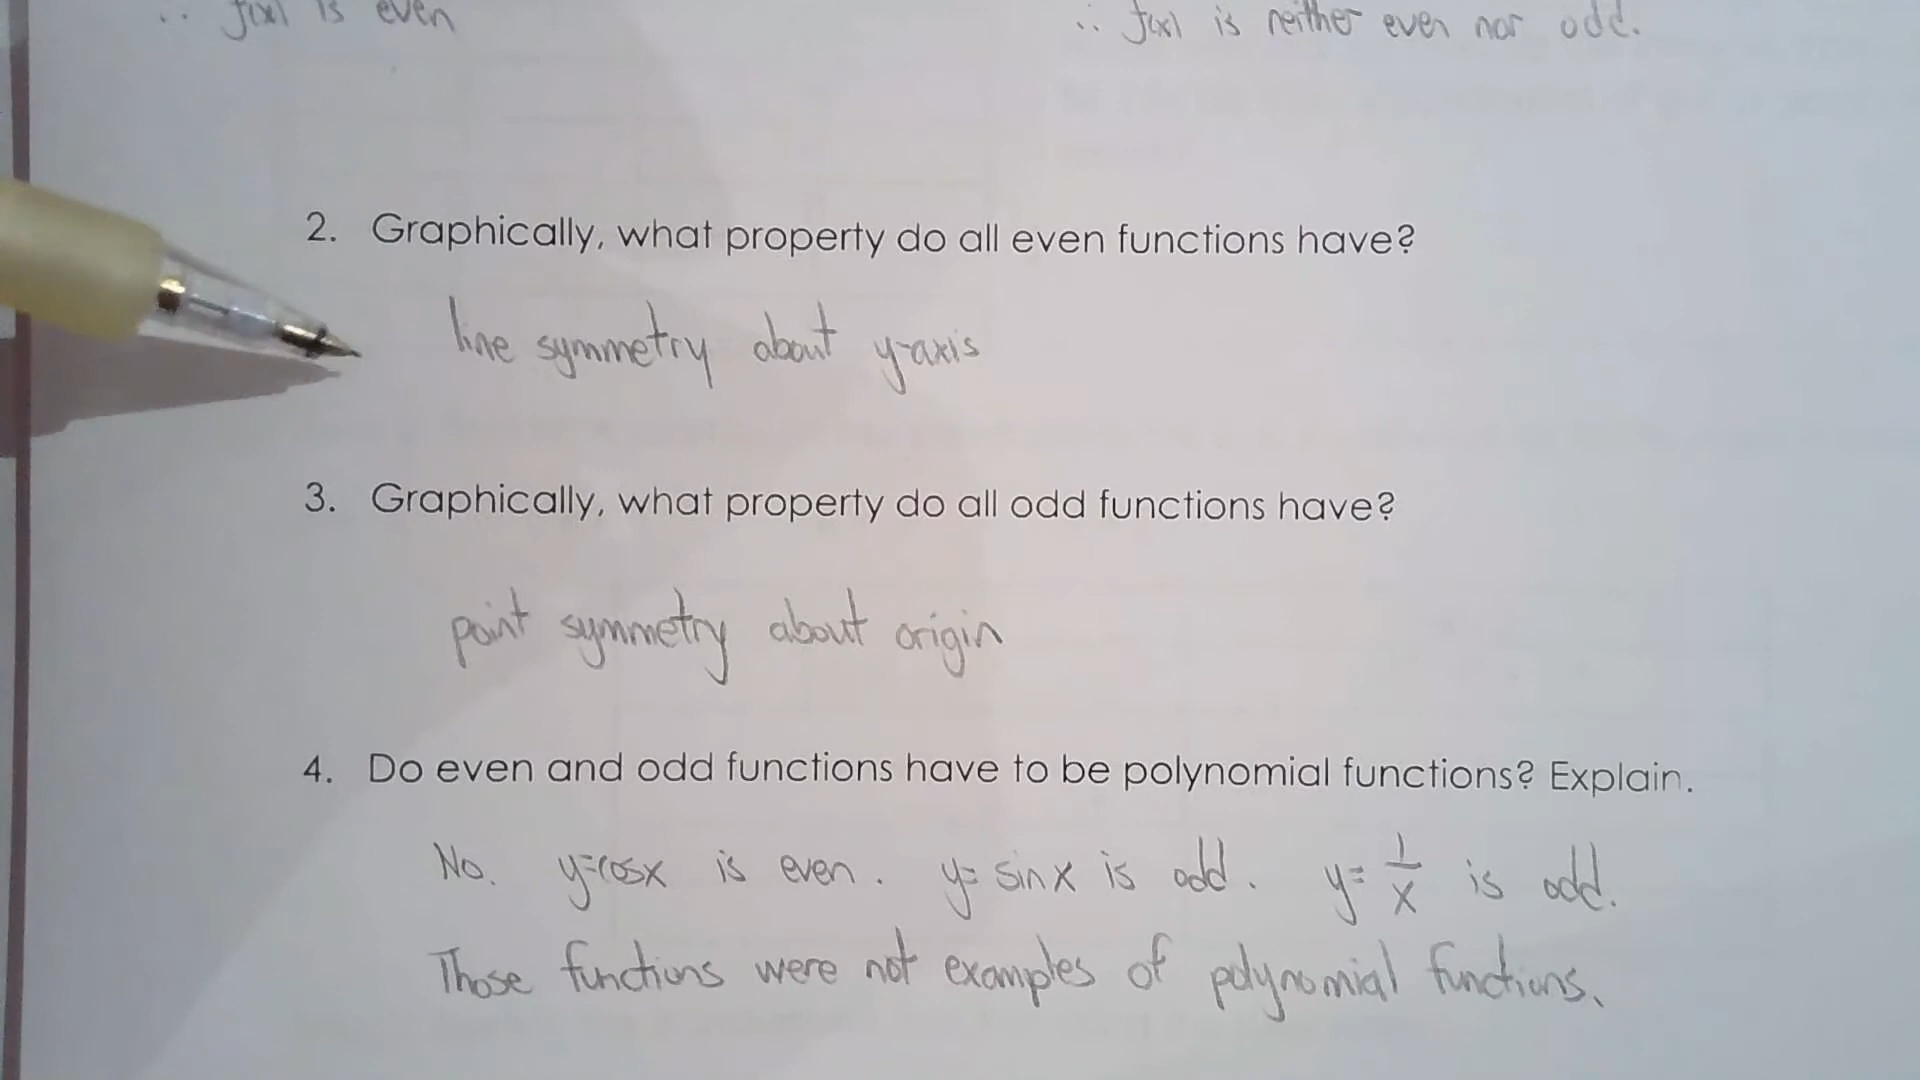 ∴ f(x) is even
∴ f(x) is neither even nor odd.
2. Graphically, what property do all even functions have?
line symmetry about y-axis
3. Graphically, what property do all odd functions have?
point symmetry about origin
4. Do even and odd functions have to be polynomial functions? Explain.
No. y=cosx is even. y= sinx is odd. y= 1/x is odd.
Those functions were not examples of polynomial functions.